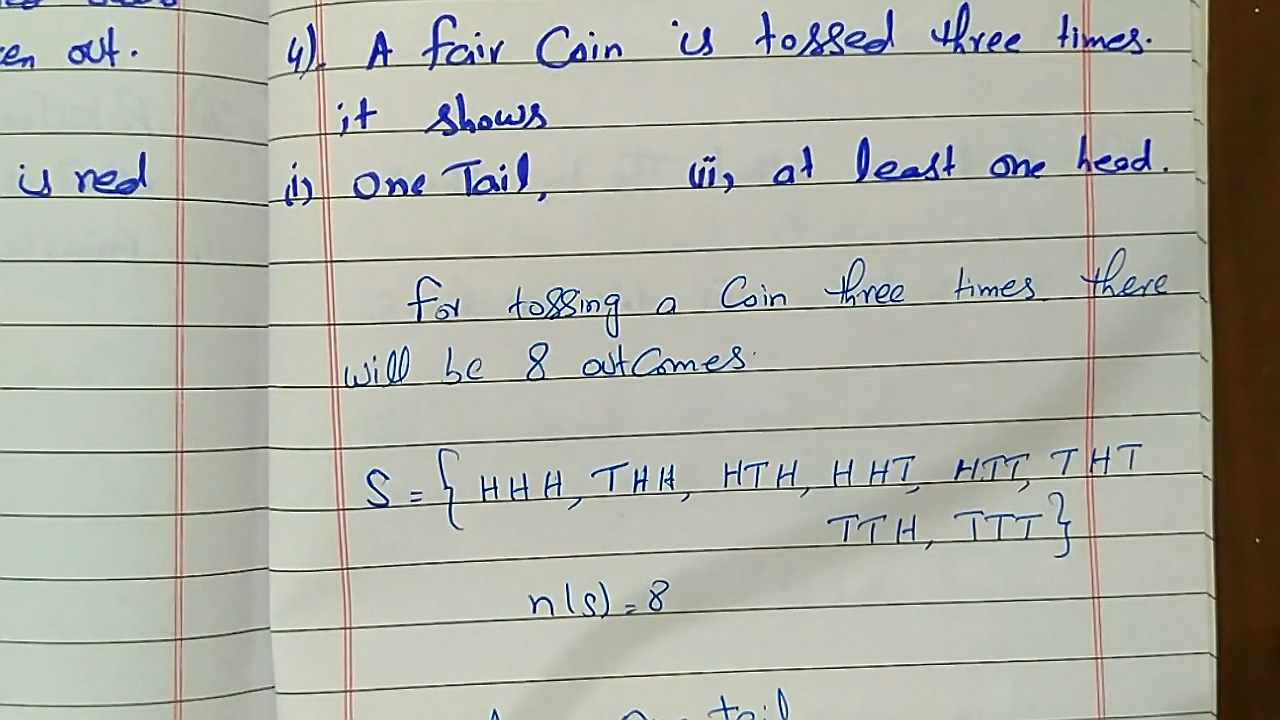 en out.
is red
4). A fair Coin is tossed three times.
it shows
(i) One Tail, (ii, at least one head.
for tossing a Coin three times there
will be 8 outComes.
S = { HHH, THH, HTH, HHT, HTT, THT
TTH, TTT }
n(s) = 8
One tail